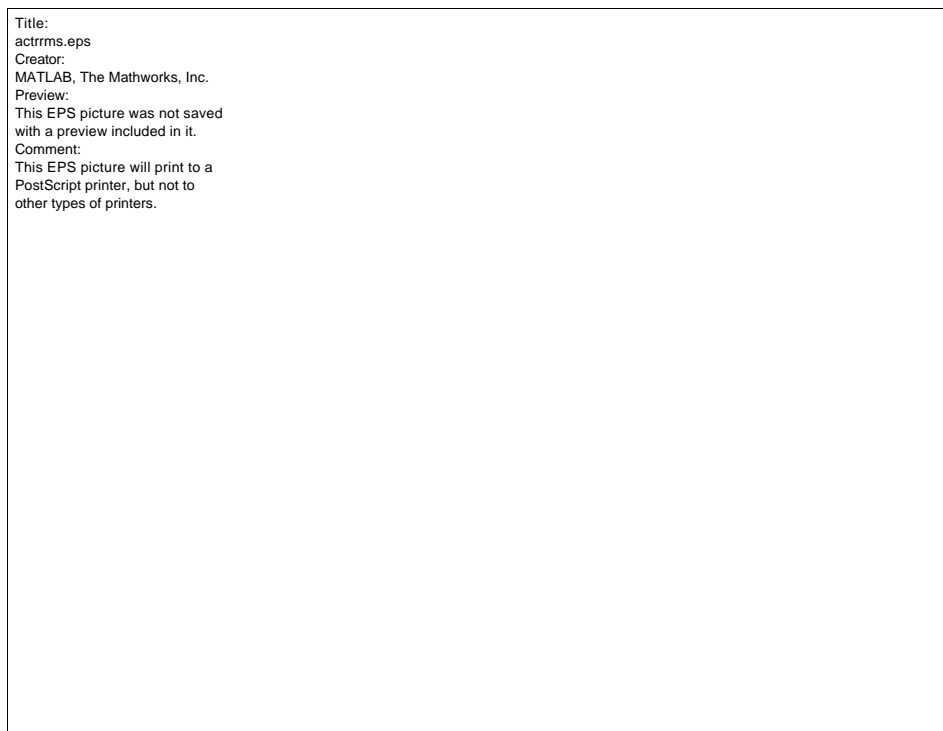 Title:
actrrms.eps
Creator:
MATLAB, The Mathworks, Inc.
Preview:
This EPS picture was not saved
with a preview included in it.
Comment:
This EPS picture will print to a
PostScript printer, but not to
other types of printers.